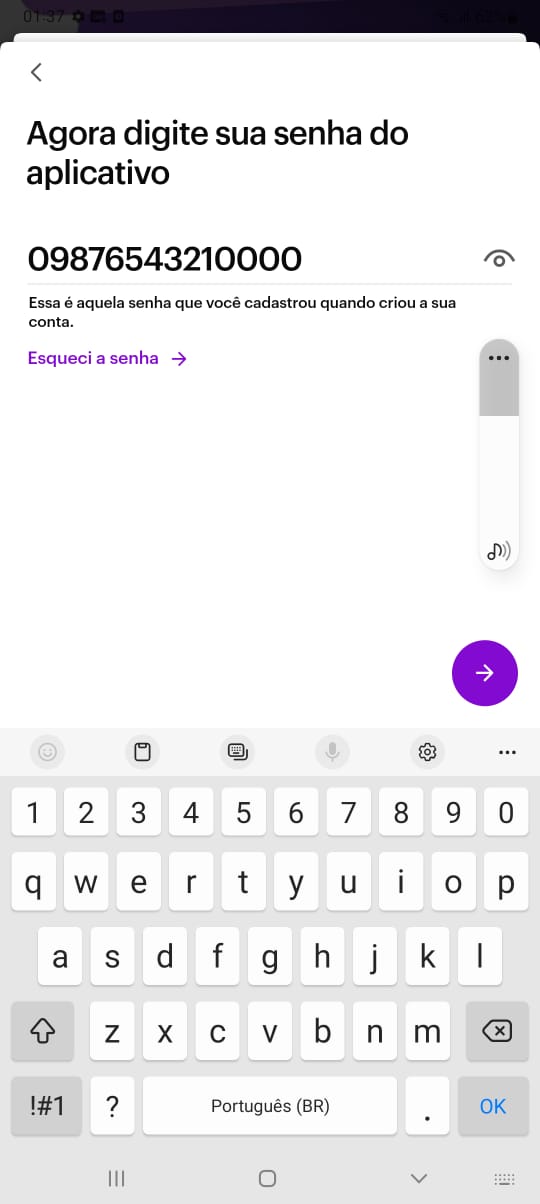 01:37
62%
Agora digite sua senha do
aplicativo
09876543210000
Essa é aquela senha que você cadastrou quando criou a sua
conta.
Esqueci a senha →
1 2 3 4 5 6 7 8 9 0
q w e r t y u i o p
a s d f g h j k l
z x c v b n m
!#1 ? Português (BR) . OK